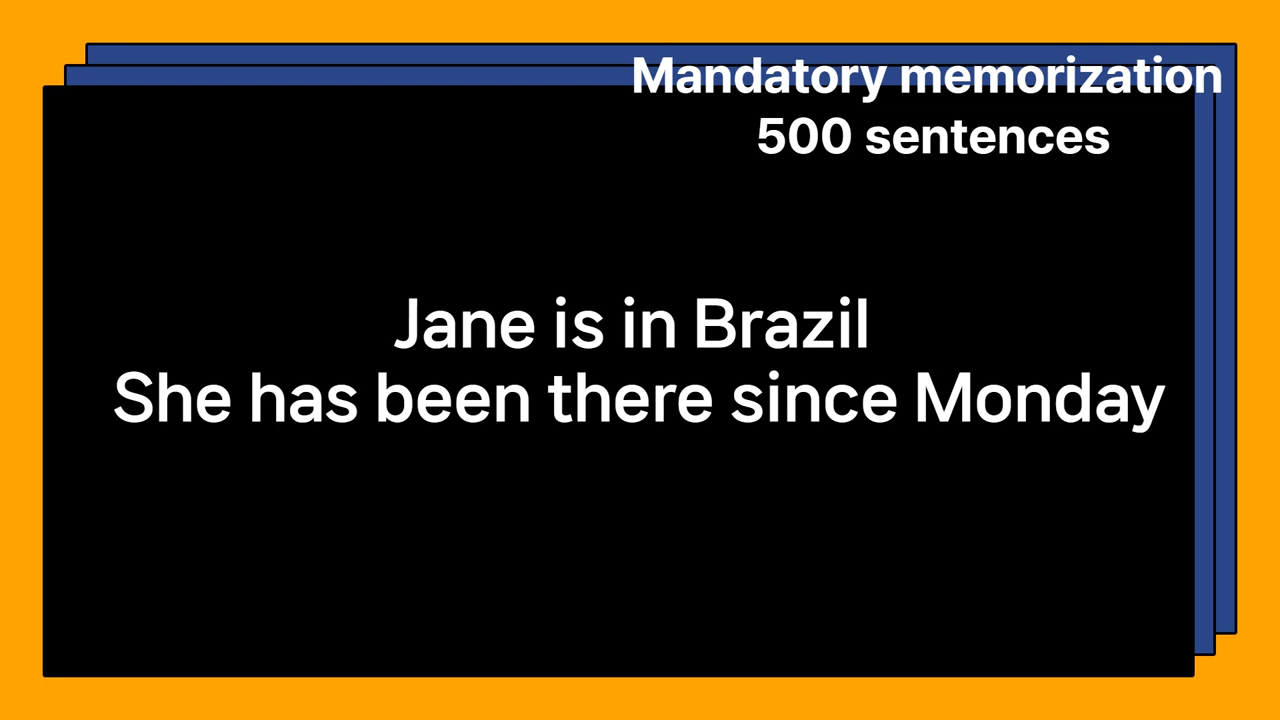 Mandatory memorization
500 sentences
Jane is in Brazil
She has been there since Monday